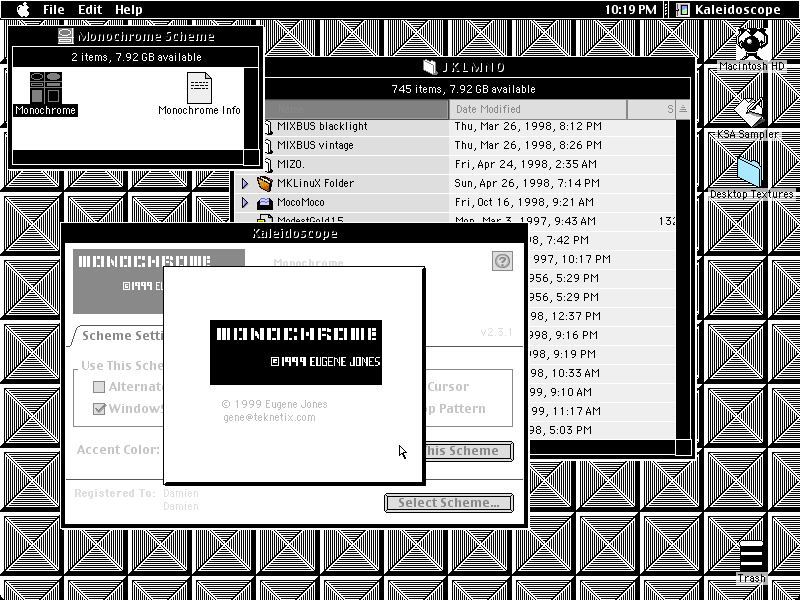 File Edit Help
10:19 PM
Kaleidoscope
Monochrome Scheme
2 items, 7.92 GB available
Monochrome
Monochrome Info
Macintosh HD
KSA Sampler
Desktop Textures
Trash
JKLMNO
745 items, 7.92 GB available
Name Date Modified S
MIXBUS blacklight Thu, Mar 26, 1998, 8:12 PM
MIXBUS vintage Thu, Mar 26, 1998, 8:26 PM
MIZO. Fri, Apr 24, 1998, 2:35 AM
MKLinuX Folder Sun, Apr 26, 1998, 7:14 PM
MocoMoco Fri, Oct 16, 1998, 9:21 AM
ModestGold15 Mon, Mar 3, 1997, 9:43 AM 132
98, 7:42 PM
997, 10:17 PM
956, 5:29 PM
956, 5:29 PM
98, 12:37 PM
98, 9:16 PM
98, 9:19 PM
98, 10:33 AM
999, 9:10 AM
99, 11:17 AM
98, 5:03 PM
Kaleidoscope
MONOCHROME
©1999 EU
Monochrome
v2.3.1
Scheme Setti
Use This Sche
Alternat
WindowS
Cursor
p Pattern
Accent Color:
his Scheme
Registered To: Damien
Damien
Select Scheme...
MONOCHROME
©1999 EUGENE JONES
© 1999 Eugene Jones
gene@teknetix.com